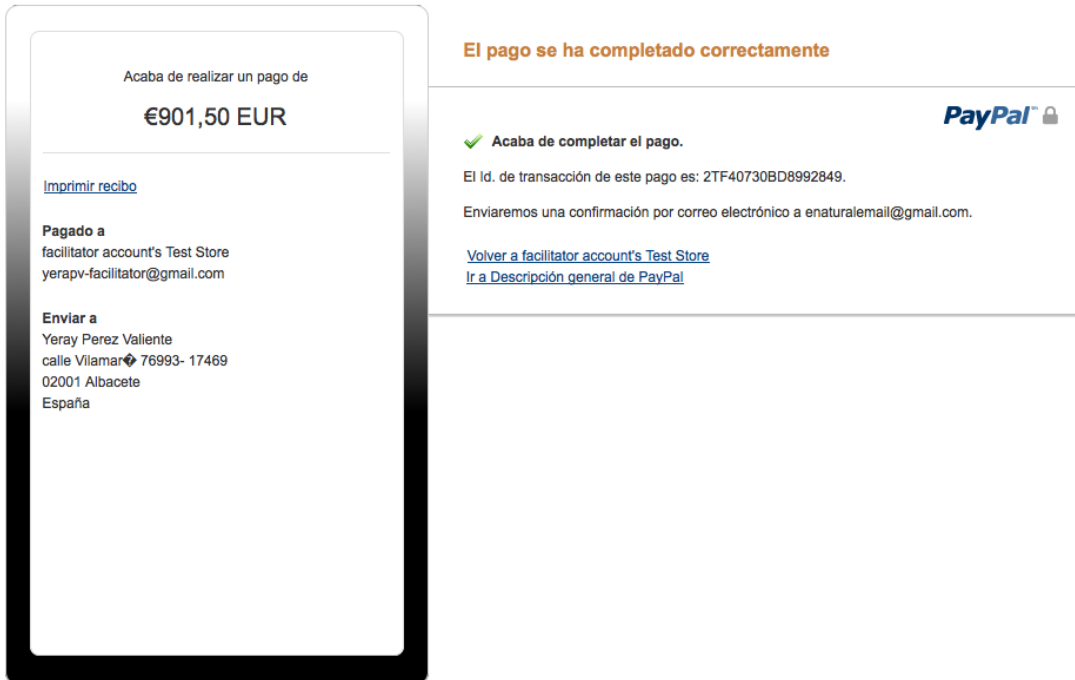 Acaba de realizar un pago de
€901,50 EUR
Imprimir recibo
Pagado a
facilitator account's Test Store
yerapv-facilitator@gmail.com
Enviar a
Yeray Perez Valiente
calle Vilamar� 76993- 17469
02001 Albacete
España
El pago se ha completado correctamente
PayPal™
Acaba de completar el pago.
El Id. de transacción de este pago es: 2TF40730BD8992849.
Enviaremos una confirmación por correo electrónico a enaturalemail@gmail.com.
Volver a facilitator account's Test Store
Ir a Descripción general de PayPal